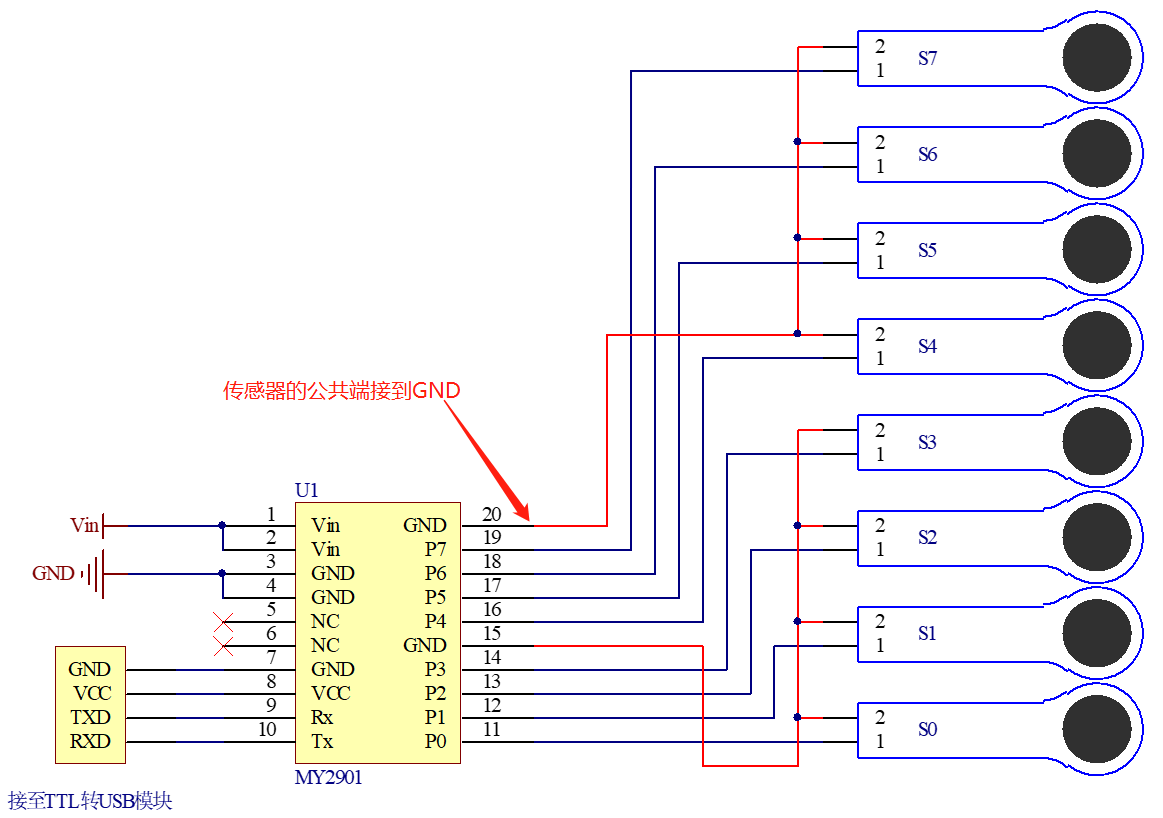 2
S7
1
2
S6
1
2
S5
1
2
S4
1
传感器的公共端接到GND
2
S3
1
U1
Vin
1
Vin
GND
20
2
Vin
P7
19
GND
3
GND
P6
18
4
GND
P5
17
5
NC
P4
16
6
NC
GND
15
GND
7
GND
P3
14
VCC
8
VCC
P2
13
TXD
9
Rx
P1
12
RXD
10
Tx
P0
11
MY2901
接至TTL转USB模块
2
S2
1
2
S1
1
2
S0
1